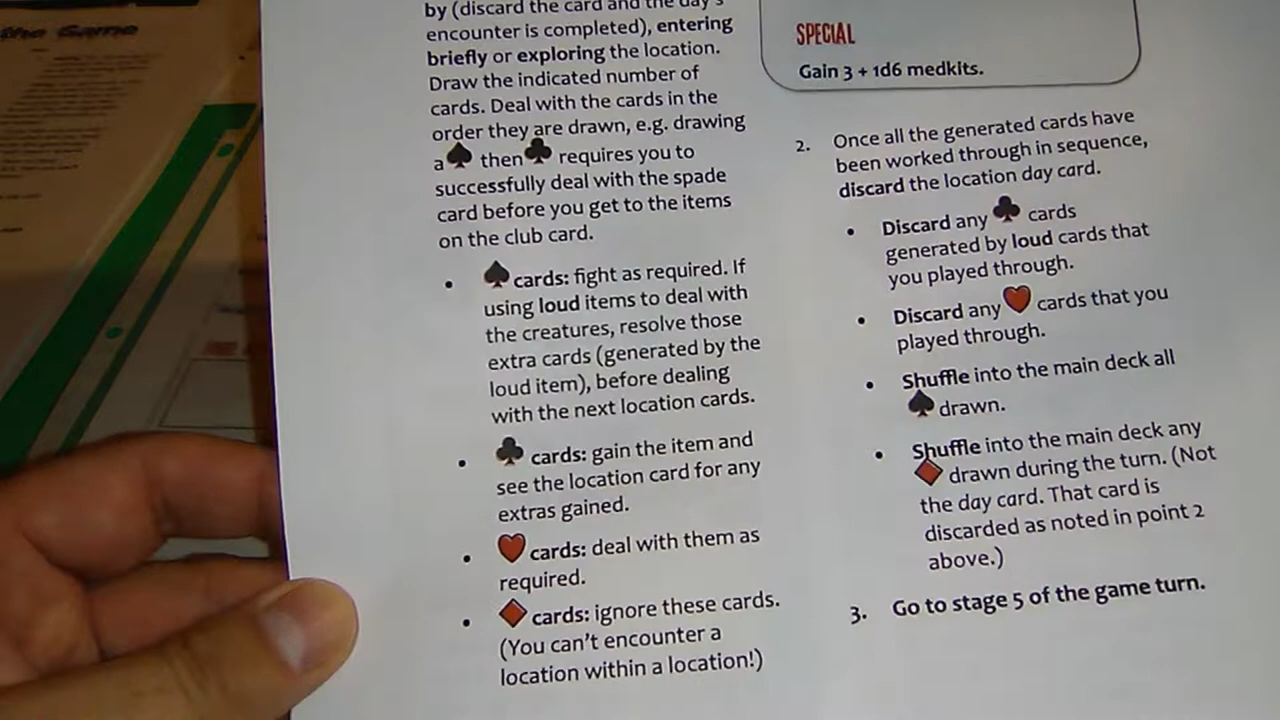 the Game
by (discard the card and the day's
encounter is completed), entering
briefly or exploring the location.
Draw the indicated number of
cards. Deal with the cards in the
order they are drawn, e.g. drawing
a ♠ then ♣ requires you to
successfully deal with the spade
card before you get to the items
on the club card.
• ♠ cards: fight as required. If
using loud items to deal with
the creatures, resolve those
extra cards (generated by the
loud item), before dealing
with the next location cards.
• ♣ cards: gain the item and
see the location card for any
extras gained.
• ♥ cards: deal with them as
required.
• ♦ cards: ignore these cards.
(You can't encounter a
location within a location!)
SPECIAL
Gain 3 + 1d6 medkits.
2. Once all the generated cards have
been worked through in sequence,
discard the location day card.
• Discard any ♣ cards
generated by loud cards that
you played through.
• Discard any ♥ cards that you
played through.
• Shuffle into the main deck all
♠ drawn.
• Shuffle into the main deck any
♦ drawn during the turn. (Not
the day card. That card is
discarded as noted in point 2
above.)
3. Go to stage 5 of the game turn.